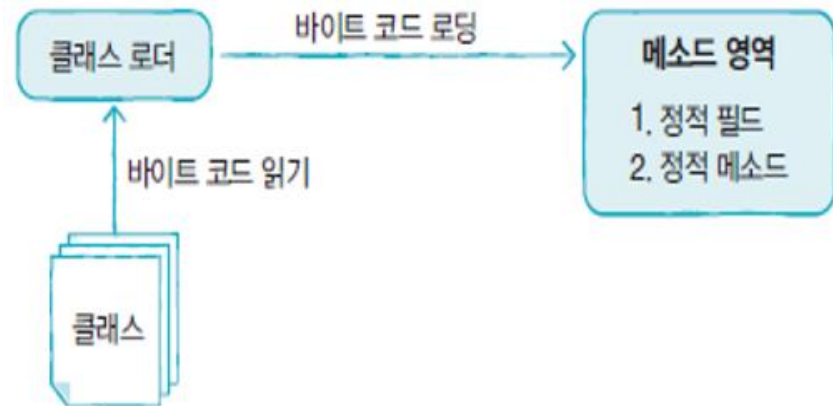 클래스 로더
바이트 코드 로딩
메소드 영역
1. 정적 필드
2. 정적 메소드
바이트 코드 읽기
클래스